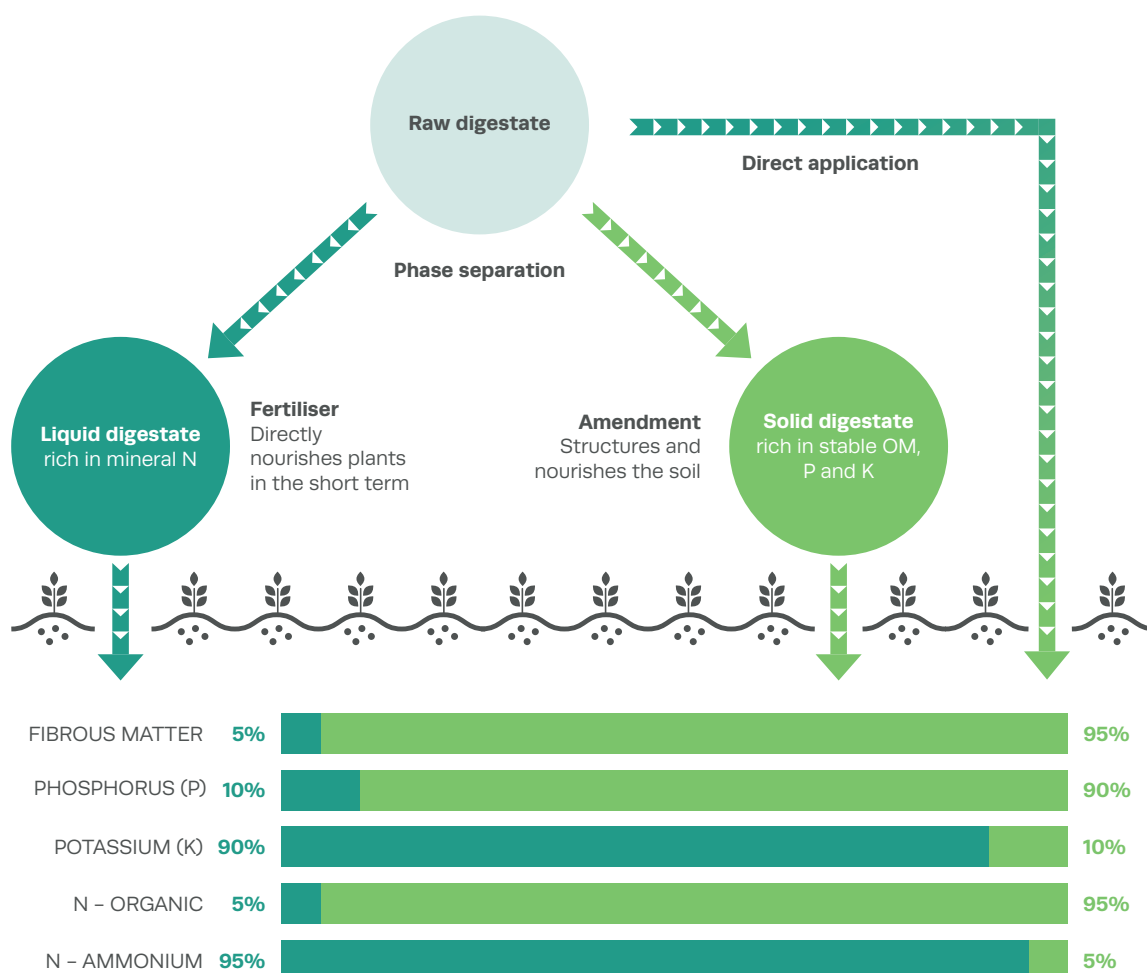 Raw digestate
Direct application
Phase separation
Liquid digestate
rich in mineral N
Fertiliser
Directly
nourishes plants
in the short term
Amendment
Structures and
nourishes the soil
Solid digestate
rich in stable OM,
P and K
FIBROUS MATTER 5% 95%
PHOSPHORUS (P) 10% 90%
POTASSIUM (K) 90% 10%
N – ORGANIC 5% 95%
N – AMMONIUM 95% 5%